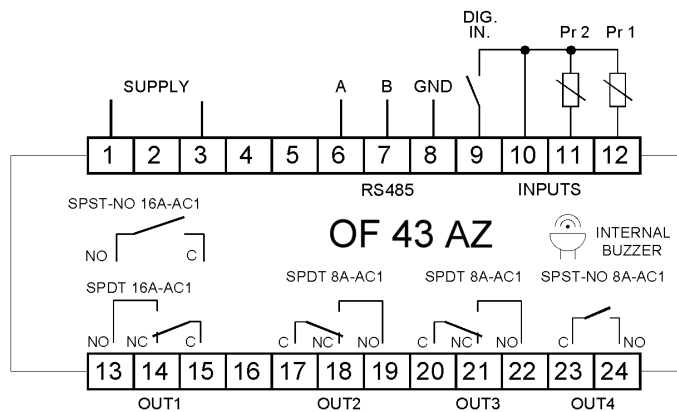 DIG.
IN.
Pr 2 Pr 1
SUPPLY A B GND
1 2 3 4 5 6 7 8 9 10 11 12
RS485 INPUTS
SPST-NO 16A-AC1
NO C
OF 43 AZ
INTERNAL
BUZZER
SPDT 16A-AC1 SPDT 8A-AC1 SPDT 8A-AC1 SPST-NO 8A-AC1
NO NC C C NC NO C NC NO C NO
13 14 15 16 17 18 19 20 21 22 23 24
OUT1 OUT2 OUT3 OUT4